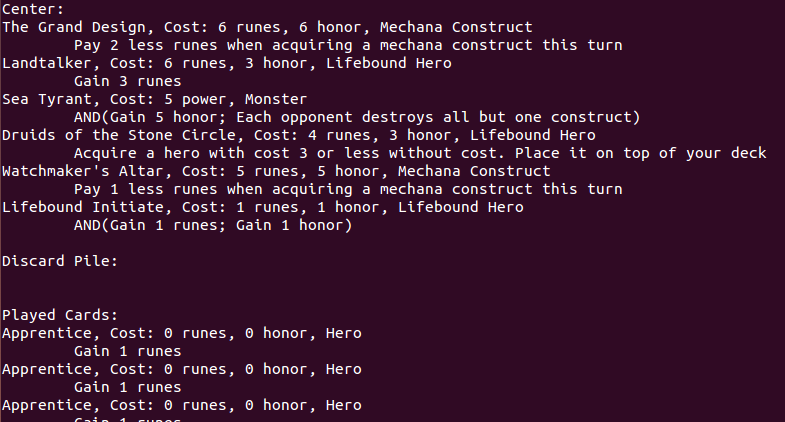 Center:
The Grand Design, Cost: 6 runes, 6 honor, Mechana Construct
Pay 2 less runes when acquiring a mechana construct this turn
Landtalker, Cost: 6 runes, 3 honor, Lifebound Hero
Gain 3 runes
Sea Tyrant, Cost: 5 power, Monster
AND(Gain 5 honor; Each opponent destroys all but one construct)
Druids of the Stone Circle, Cost: 4 runes, 3 honor, Lifebound Hero
Acquire a hero with cost 3 or less without cost. Place it on top of your deck
Watchmaker's Altar, Cost: 5 runes, 5 honor, Mechana Construct
Pay 1 less runes when acquiring a mechana construct this turn
Lifebound Initiate, Cost: 1 runes, 1 honor, Lifebound Hero
AND(Gain 1 runes; Gain 1 honor)
Discard Pile:
Played Cards:
Apprentice, Cost: 0 runes, 0 honor, Hero
Gain 1 runes
Apprentice, Cost: 0 runes, 0 honor, Hero
Gain 1 runes
Apprentice, Cost: 0 runes, 0 honor, Hero
Gain 1 runes